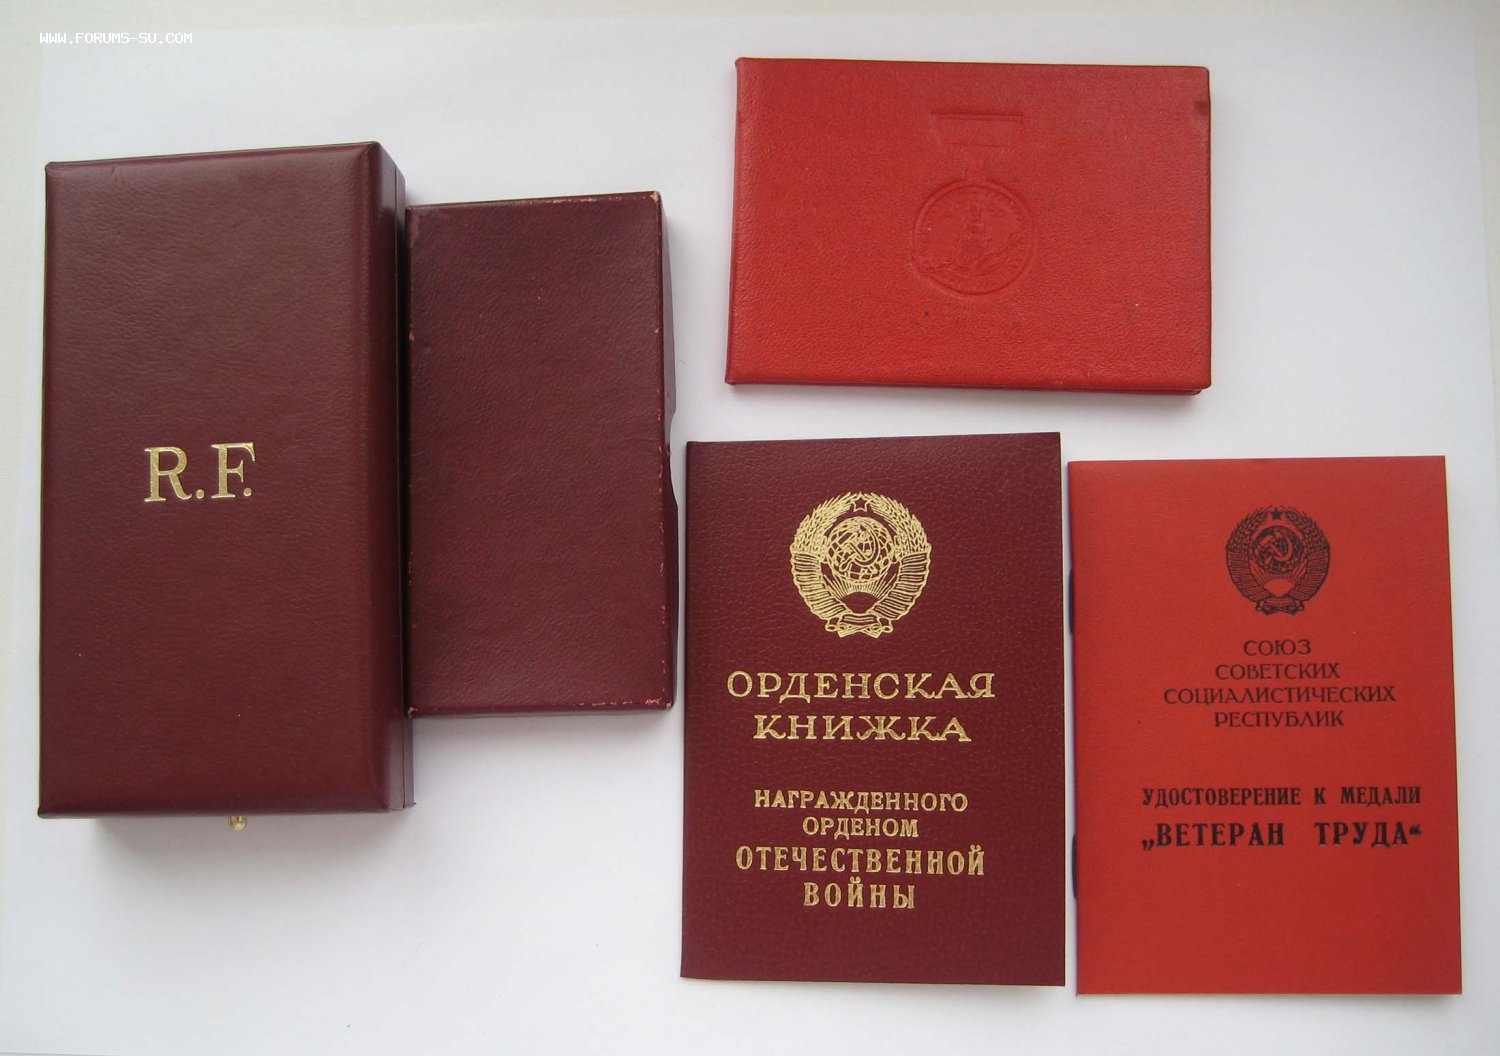 WWW.FORUMS-SU.COM
R.F.
ОРДЕНСКАЯ
КНИЖКА
НАГРАЖДЕННОГО
ОРДЕНОМ
ОТЕЧЕСТВЕННОЙ
ВОЙНЫ
СОЮЗ
СОВЕТСКИХ
СОЦИАЛИСТИЧЕСКИХ
РЕСПУБЛИК
УДОСТОВЕРЕНИЕ К МЕДАЛИ
„ВЕТЕРАН ТРУДА“